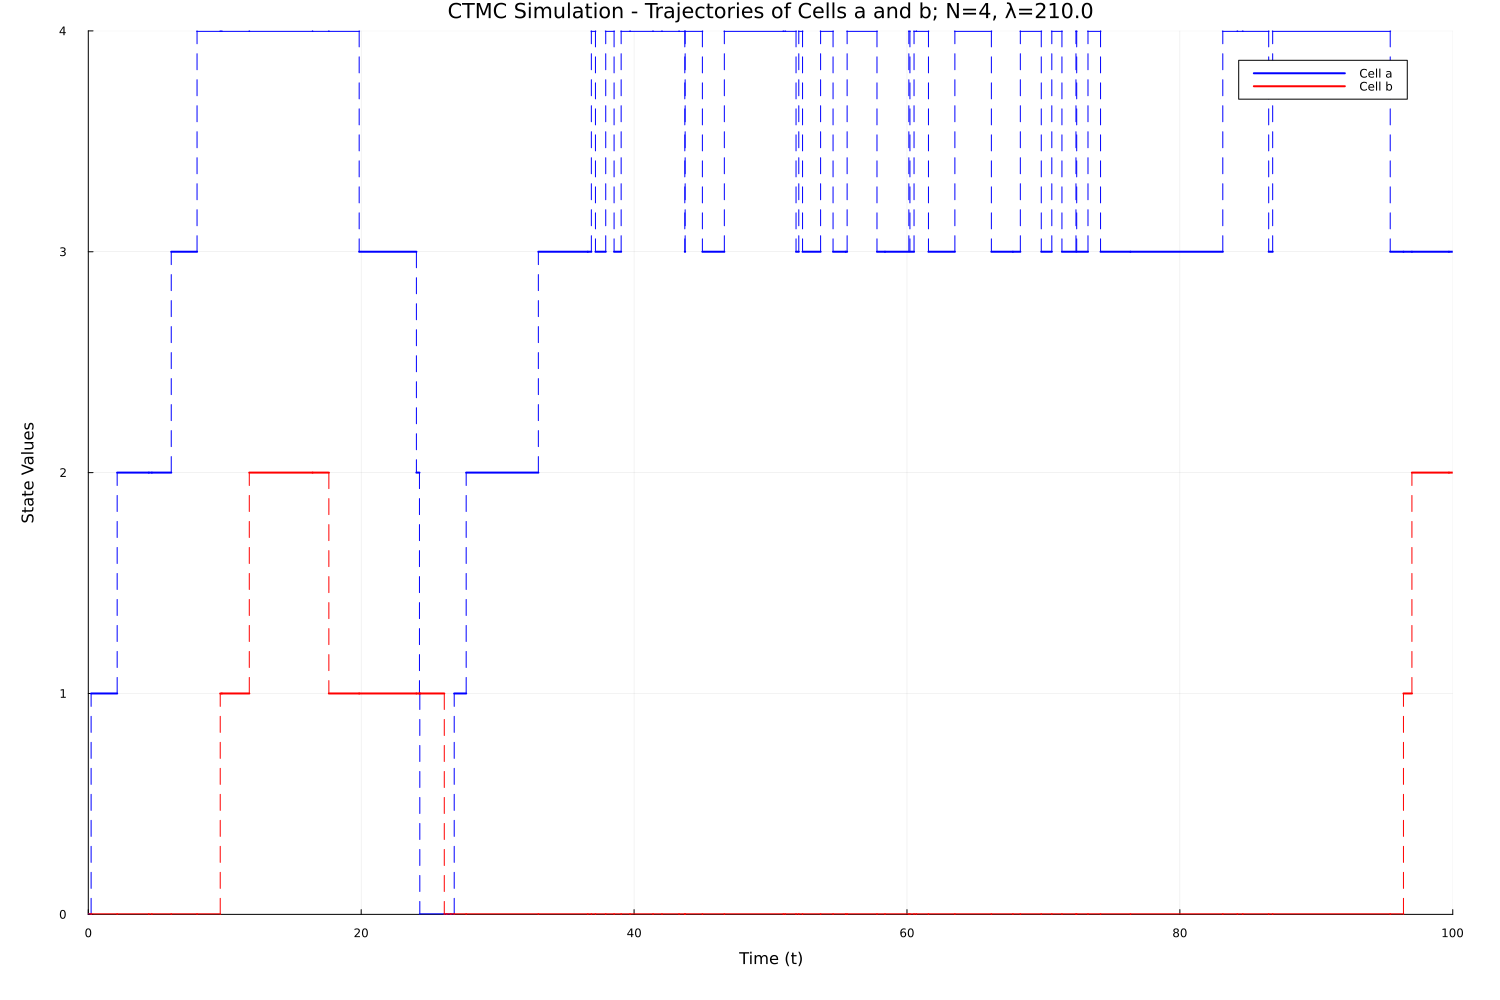 CTMC Simulation - Trajectories of Cells a and b; N=4, λ=210.0
4
Cell a
Cell b
3
State Values
2
1
0
0 20 40 60 80 100
Time (t)